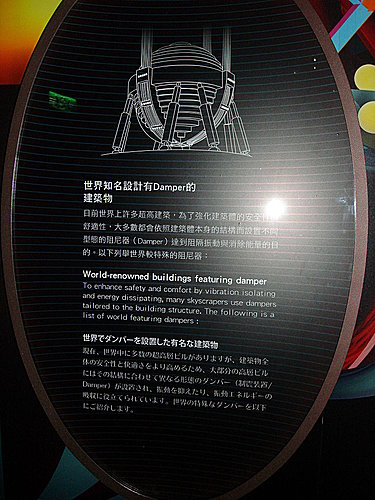 世界知名設計有Damper的
建築物
目前世界上許多超高建築，為了強化建築體的安全性與
舒適性，大多數都會依照建築體本身的結構而設置不同
型態的阻尼器（Damper）達到阻隔振動與消除能量的目
的。以下列舉世界較特殊的阻尼器：
World-renowned buildings featuring damper
To enhance safety and comfort by vibration isolating
and energy dissipating, many skyscrapers use dampers
tailored to the building structure, The following is a
list of world featuring dampers；
世界でダンパーを設置した有名な建築物
現在、世界中に多数の超高層ビルがありますが、建築物全
体の安全性と快適さをより高めるため、大部分の高層ビル
にはその結構に合わせて異なる形態のダンパー（制震装置/
Damper）が設置され、振動を抑えたり、振動エネルギーの
吸収に役立てられています。世界の特殊なダンパーを以下
にご紹介します。